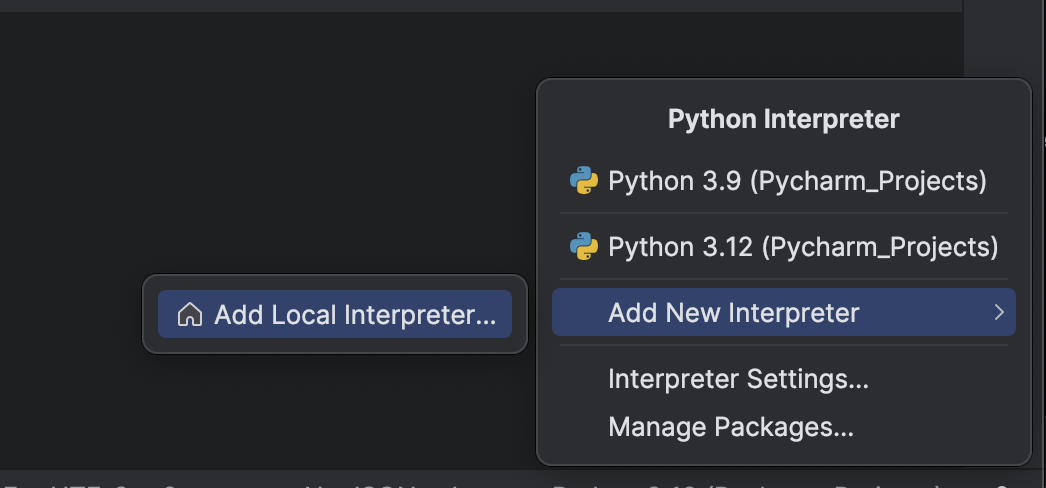 Python Interpreter
Python 3.9 (Pycharm_Projects)
Python 3.12 (Pycharm_Projects)
Add Local Interpreter...
Add New Interpreter
Interpreter Settings...
Manage Packages...